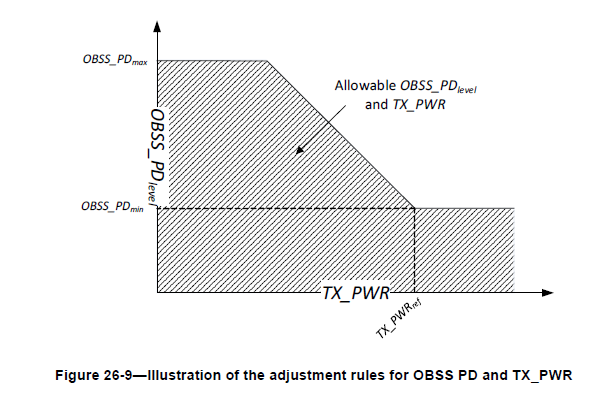 OBSS_PDmax
Allowable OBSS_PDlevel
and TX_PWR
OBSS_PDlevel
OBSS_PDmin
TX_PWR
TX_PWRref
Figure 26-9—Illustration of the adjustment rules for OBSS PD and TX_PWR